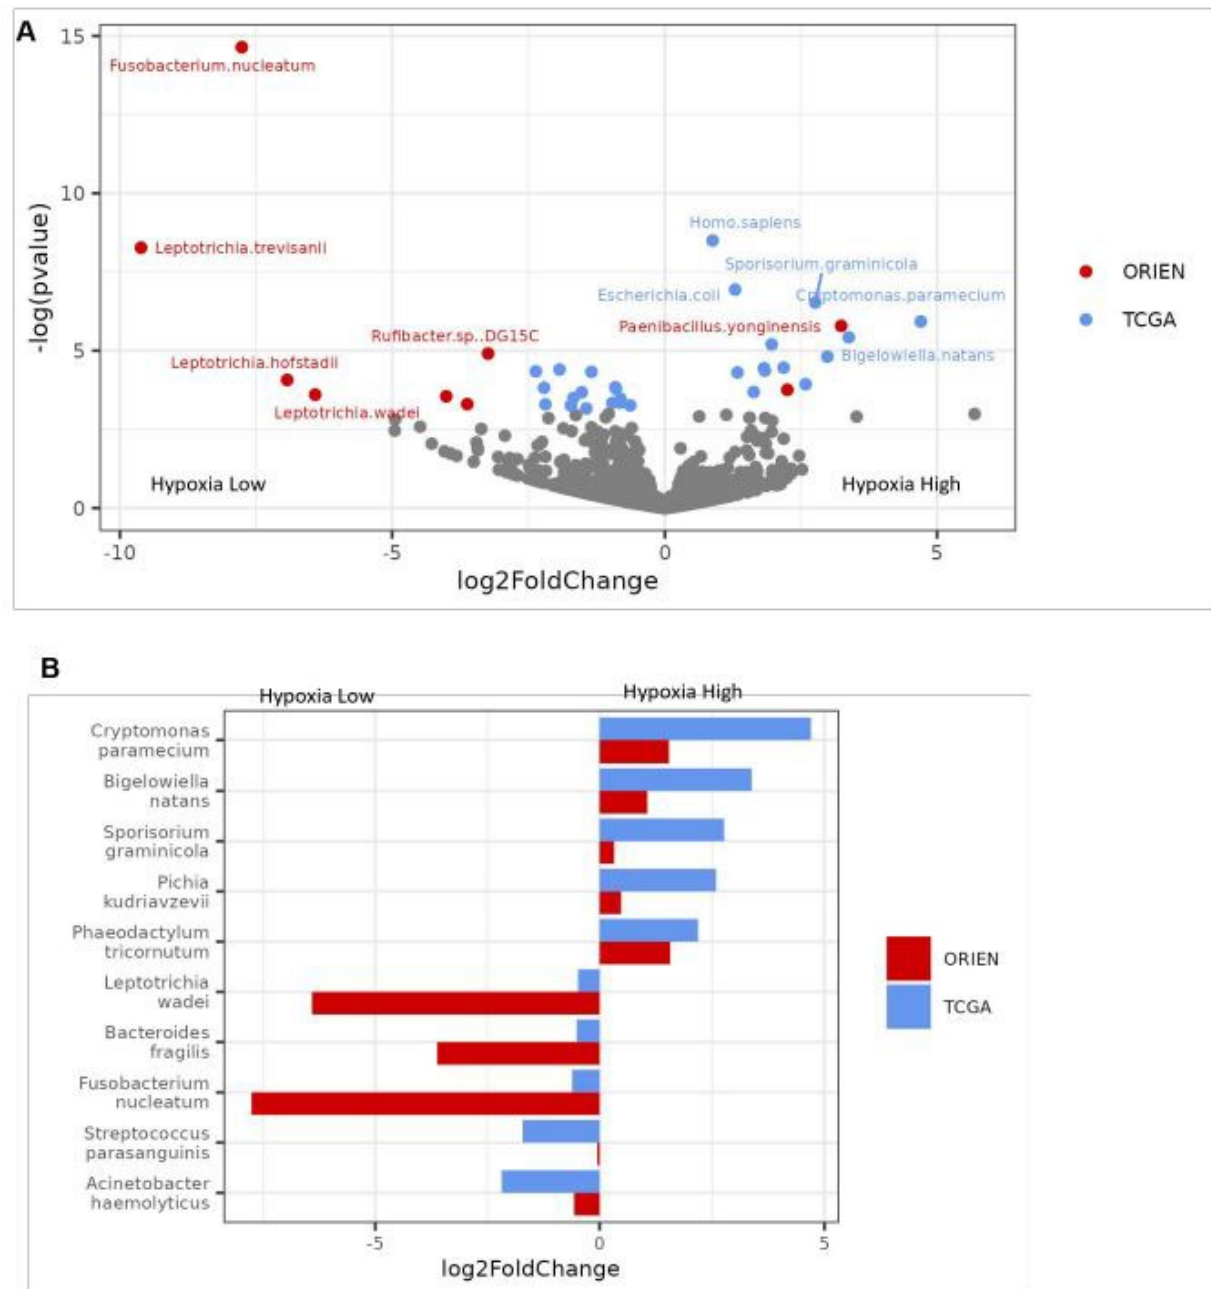 A
15
Fusobacterium.nucleatum
10
Homo.sapiens
Leptotrichia.trevisanii
Sporisorium.graminicola
ORIEN
Escherichia.coli
Cryptomonas.paramecium
TCGA
Paenibacillus.yonginensis
Rufibacter.sp..DG15C
5
Bigelowiella.natans
Leptotrichia.hofstadii
Leptotrichia.wadei
Hypoxia Low
Hypoxia High
0
-log(pvalue)
-10
-5
0
5
log2FoldChange
B
Hypoxia Low
Hypoxia High
Cryptomonas
paramecium
Bigelowiella
natans
Sporisorium
graminicola
Pichia
kudriavzevii
Phaeodactylum
tricornutum
Leptotrichia
wadei
Bacteroides
fragilis
Fusobacterium
nucleatum
Streptococcus
parasanguinis
Acinetobacter
haemolyticus
ORIEN
TCGA
-5
0
5
log2FoldChange